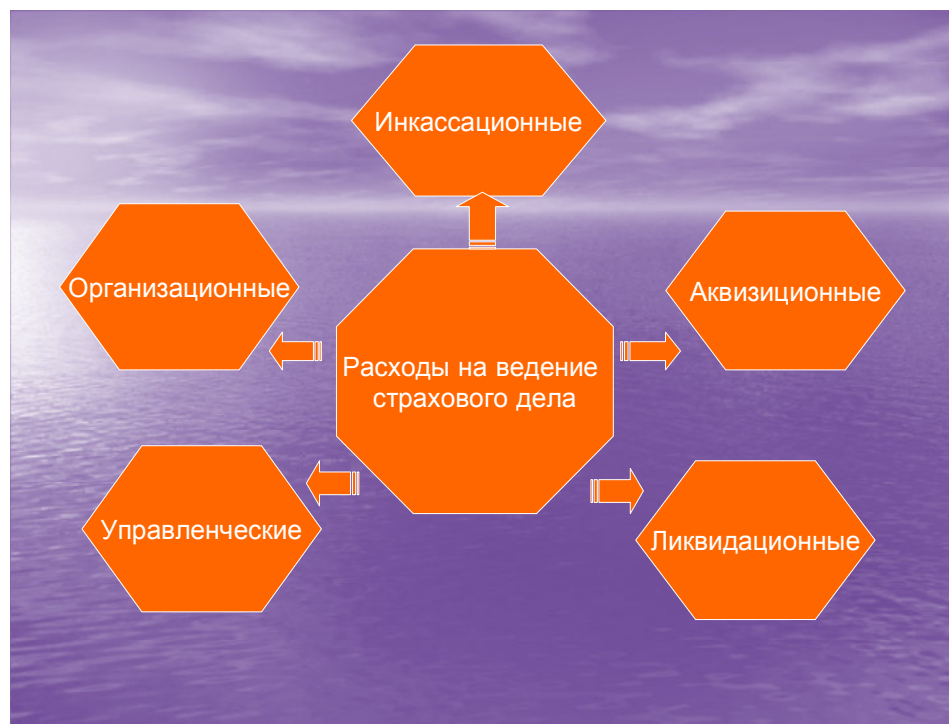 Инкассационные
Организационные
Аквизиционные
Расходы на ведение
страхового дела
Управленческие
Ликвидационные